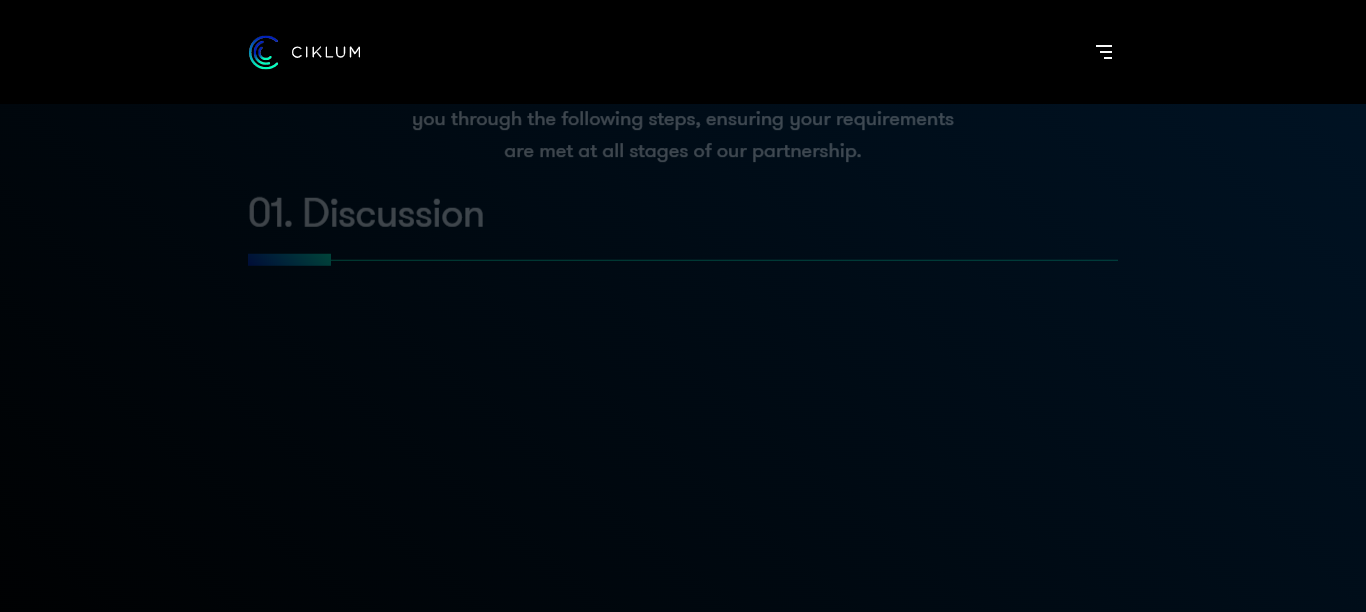 CIKLUM
you through the following steps, ensuring your requirements
are met at all stages of our partnership.
01. Discussion